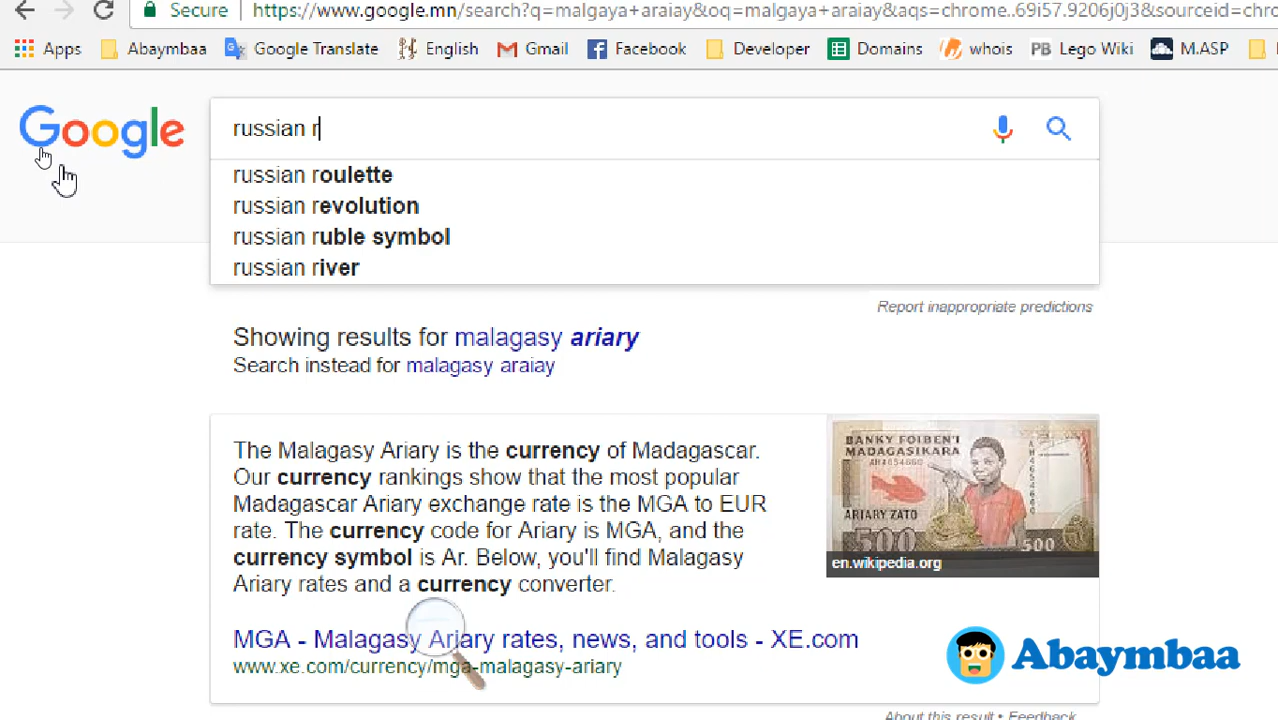 Secure https://www.google.mn/search?q=malgaya+araiay&oq=malgaya+araiay&aqs=chrome..69i57.9206j0j3&sourceid=chro
Apps Abaymbaa Google Translate English Gmail Facebook Developer Domains whois PB Lego Wiki M.ASP
Google russian r
russian roulette
russian revolution
russian ruble symbol
russian river
Report inappropriate predictions
Showing results for malagasy ariary
Search instead for malagasy araiay
The Malagasy Ariary is the currency of Madagascar.
Our currency rankings show that the most popular
Madagascar Ariary exchange rate is the MGA to EUR
rate. The currency code for Ariary is MGA, and the
currency symbol is Ar. Below, you'll find Malagasy
Ariary rates and a currency converter.
BANKY FOIBEN'I
MADAGASIKARA
ARIARY ZATO
500 500
en.wikipedia.org
MGA - Malagasy Ariary rates, news, and tools - XE.com
www.xe.com/currency/mga-malagasy-ariary
Abaymbaa
About this result • Feedback